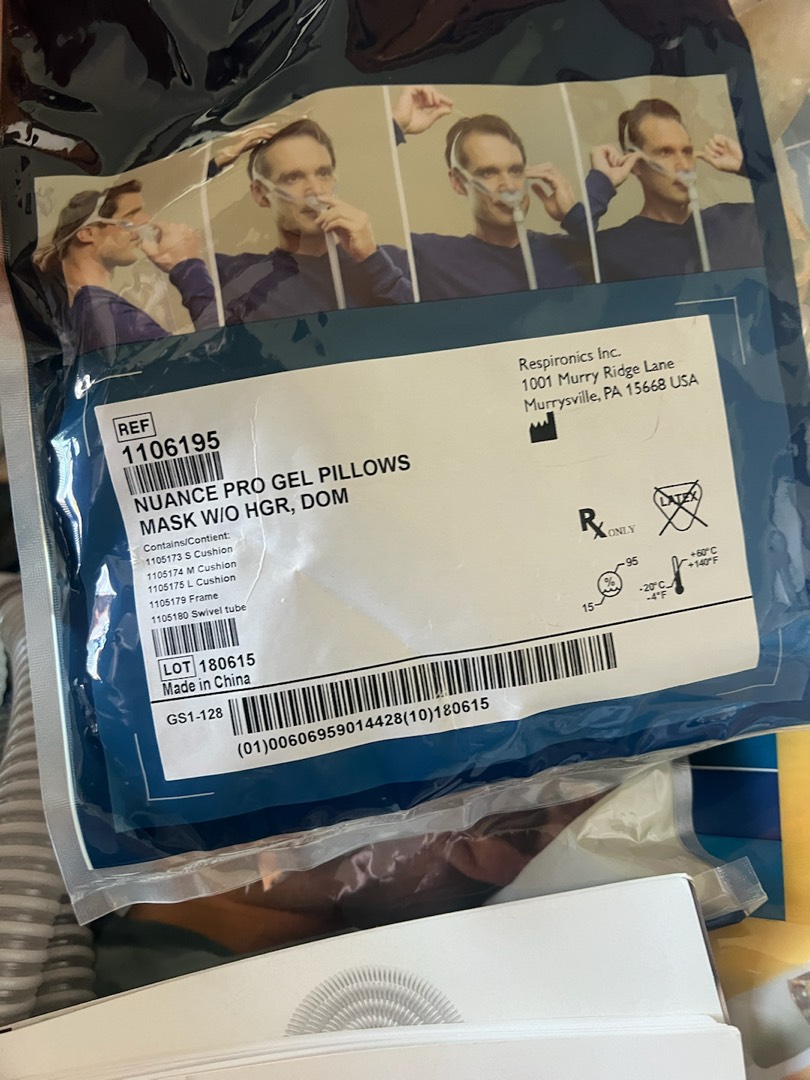 Respironics Inc.
1001 Murry Ridge Lane
Murrysville, PA 15668 USA
REF
1106195
NUANCE PRO GEL PILLOWS
MASK W/O HGR, DOM
Contains/Content:
1105173 S Cushion
1105174 M Cushion
1105175 L Cushion
1105179 Frame
1105180 Swivel tube
Rx ONLY
LATEX
95
%
15
+60°C
+140°F
-20°C
-4°F
LOT 180615
Made in China
GS1-128
(01)00606959014428(10)180615